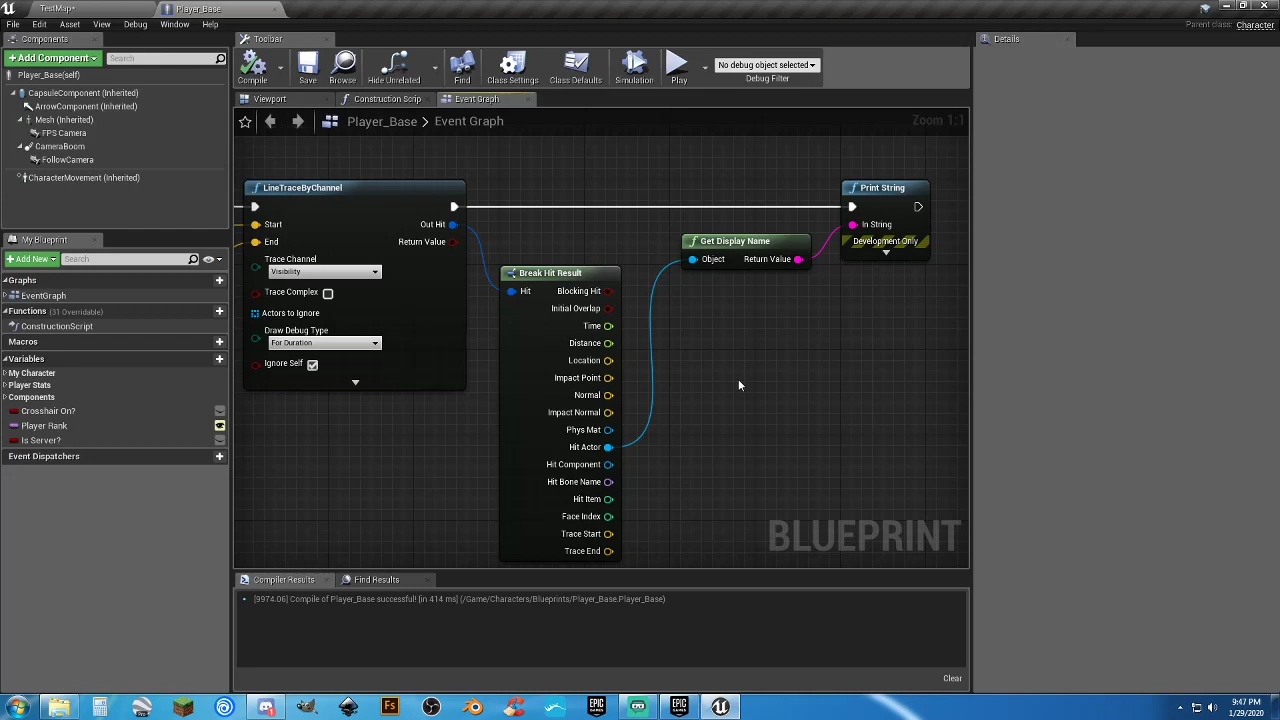 TestMap*
Player_Base
File Edit Asset View Debug Window Help
Parent class: Character
Components
+Add Component
Search
Player_Base(self)
CapsuleComponent (Inherited)
ArrowComponent (Inherited)
Mesh (Inherited)
FPS Camera
CameraBoom
FollowCamera
CharacterMovement (Inherited)
My Blueprint
+Add New
Search
Graphs
EventGraph
Functions (31 Overridable)
ConstructionScript
Macros
Variables
My Character
Player Stats
Components
Crosshair On?
Player Rank
Is Server?
Event Dispatchers
Toolbar
Compile
Save
Browse
Hide Unrelated
Find
Class Settings
Class Defaults
Simulation
Play
No debug object selected
Debug Filter
Viewport
Construction Scrip
Event Graph
Player_Base > Event Graph
Zoom 1:1
LineTraceByChannel
Start
Out Hit
End
Return Value
Trace Channel
Visibility
Trace Complex
Actors to Ignore
Draw Debug Type
For Duration
Ignore Self
Break Hit Result
Hit
Blocking Hit
Initial Overlap
Time
Distance
Location
Impact Point
Normal
Impact Normal
Phys Mat
Hit Actor
Hit Component
Hit Bone Name
Hit Item
Face Index
Trace Start
Trace End
Get Display Name
Object
Return Value
Print String
In String
Development Only
BLUEPRINT
Compiler Results
Find Results
[9974.06] Compile of Player_Base successful! [in 414 ms] (/Game/Characters/Blueprints/Player_Base.Player_Base)
Clear
Details
Pro
Fs
EPIC GAMES
EPIC GAMES
9:47 PM
1/29/2020